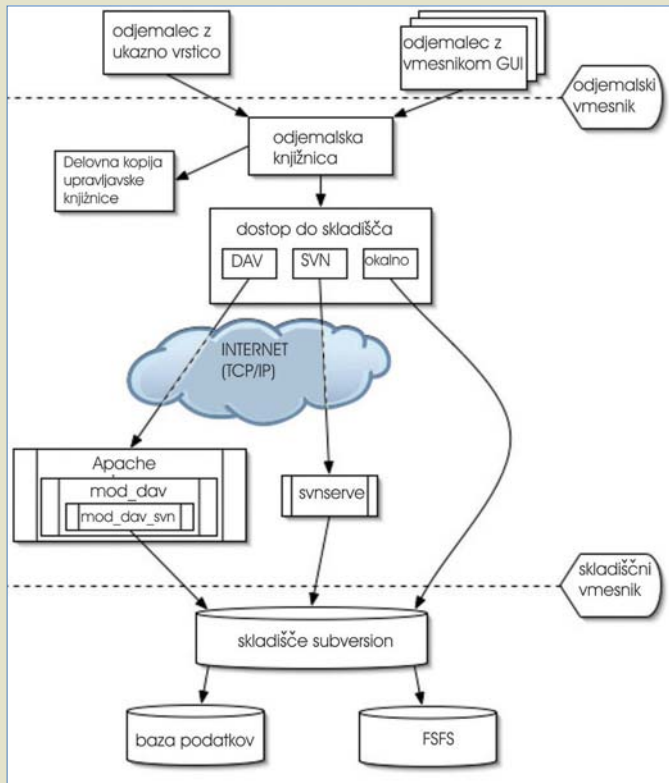 odjemalec z
ukazno vrstico
odjemalec z
vmesnikom GUI
odjemalski
vmesnik
odjemalska
knjižnica
Delovna kopija
upravljavske
knjižnice
dostop do skladišča
DAV
SVN
okalno
INTERNET
(TCP/IP)
Apache
mod_dav
mod_dav_svn
svnserve
skladiščni
vmesnik
skladišče subversion
baza podatkov
FSFS